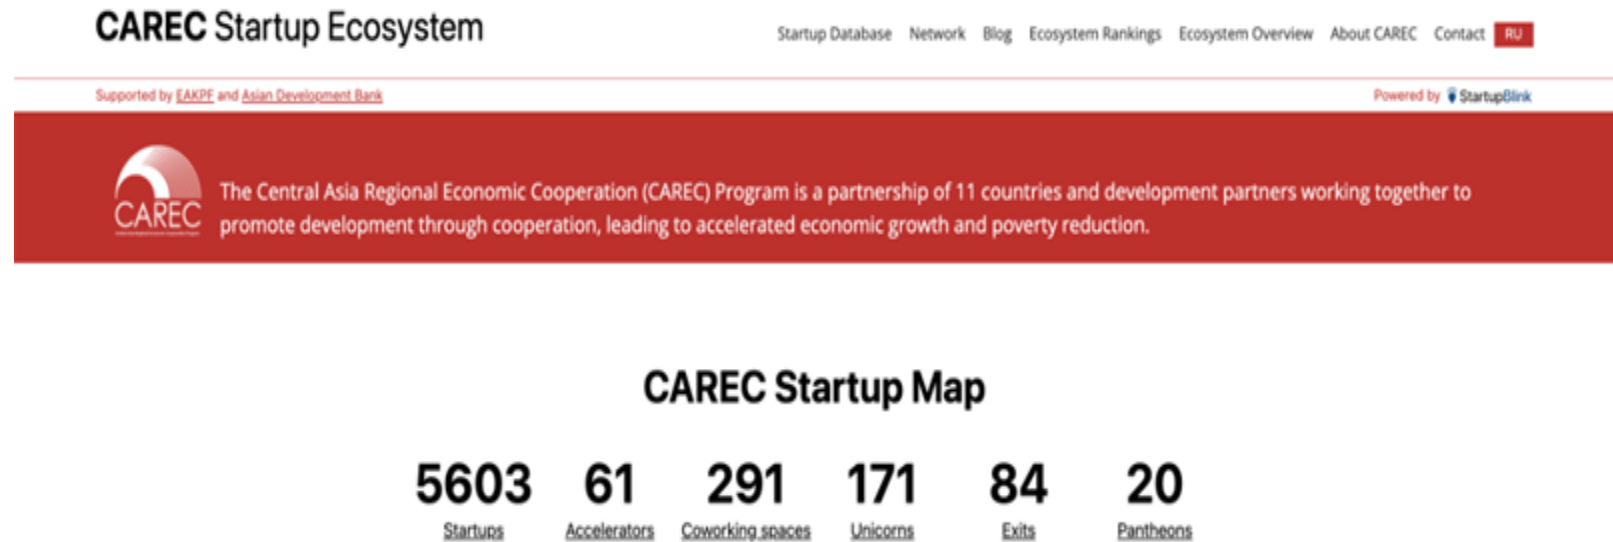 CAREC Startup Ecosystem
Startup Database Network Blog Ecosystem Rankings Ecosystem Overview About CAREC Contact RU
Supported by EAKPF and Asian Development Bank
Powered by StartupBlink
CAREC
The Central Asia Regional Economic Cooperation (CAREC) Program is a partnership of 11 countries and development partners working together to
promote development through cooperation, leading to accelerated economic growth and poverty reduction.
CAREC Startup Map
5603 61 291 171 84 20
Startups Accelerators Coworking spaces Unicorns Exits Pantheons